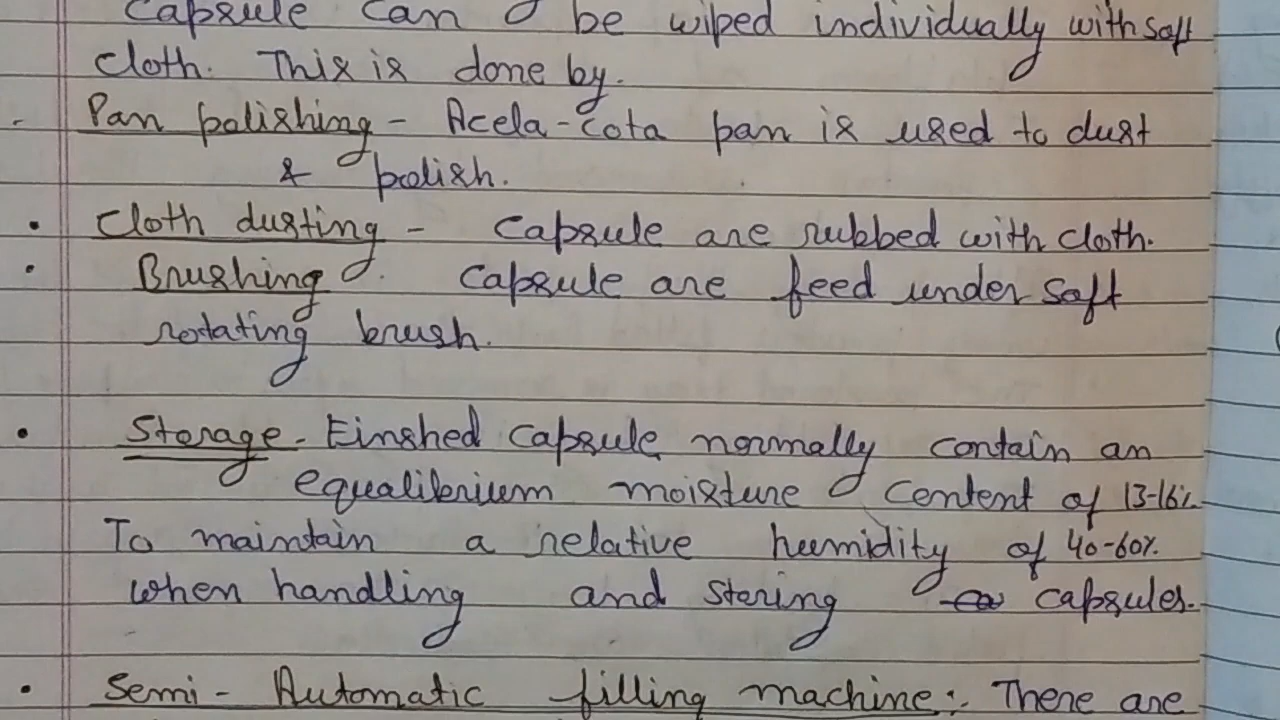 Capsule can be wiped individually with soft
cloth. This is done by.
- Pan polishing - Acela-cota pan is used to dust
& polish.
• Cloth dusting - Capsule are rubbed with cloth.
• Brushing. Capsule are feed under soft
rotating brush.
• Storage - Finshed capsule normally contain an
equalibrium moisture content of 13-16%
To maintain a relative humidity of 40-60%.
when handling and storing capsules.
• Semi - Automatic filling machine:. There are